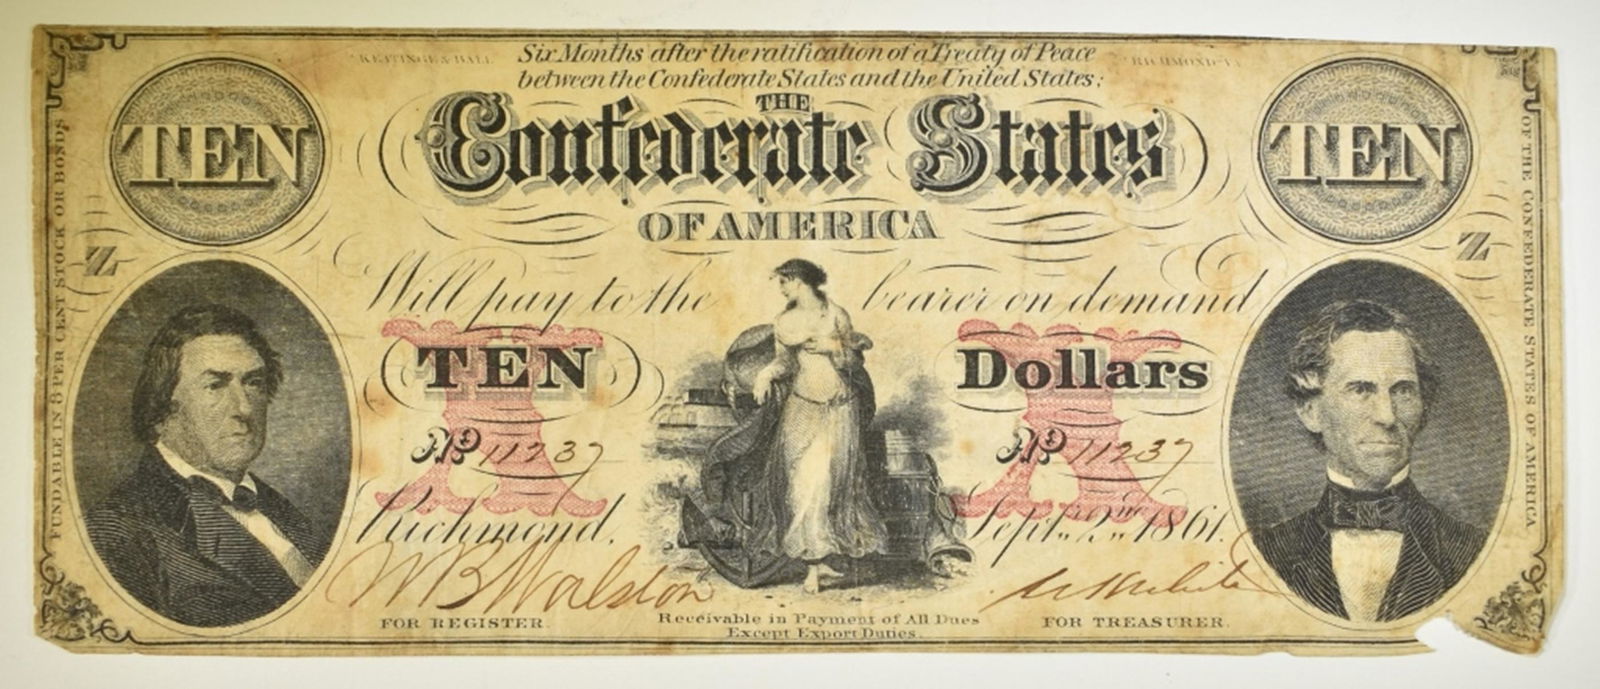 KEATINGE & BALL
Six Months after the ratification of a Treaty of Peace
RICHMOND VA
between the Confederate States and the United States;
TEN
THE
Confederate States
TEN
OF AMERICA
Z
Z
Will pay to the bearer on demand
X
X
TEN
Dollars
No 11237
No 11237
Richmond,
Septr. 2nd 1861.
W B Walston
FOR REGISTER.
Receivable in Payment of All Dues
Except Export Duties.
FOR TREASURER.
FUNDABLE IN 8 PER CENT STOCK OR BONDS
OF THE CONFEDERATE STATES OF AMERICA